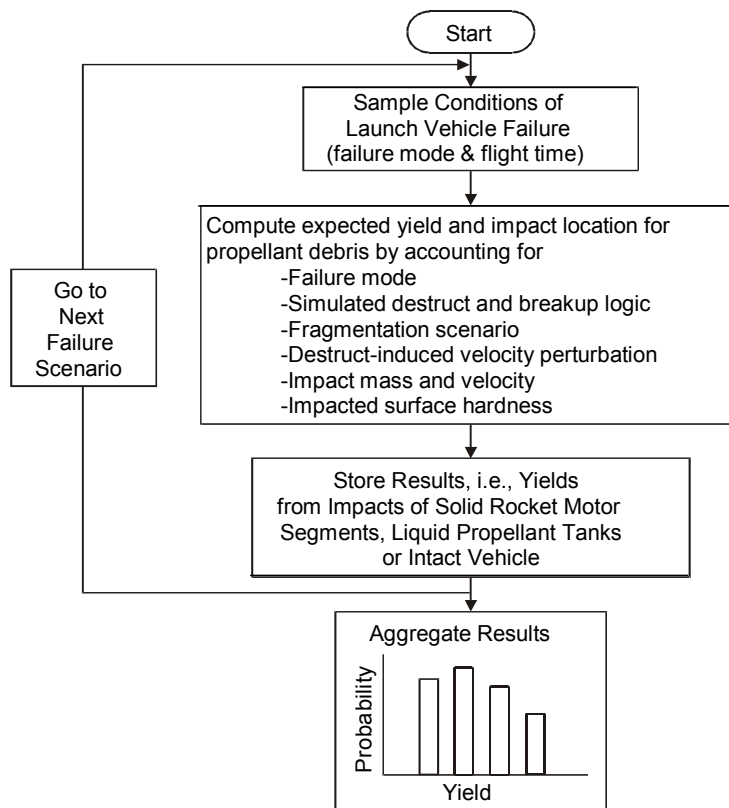 Start
Sample Conditions of
Launch Vehicle Failure
(failure mode & flight time)
Compute expected yield and impact location for
propellant debris by accounting for
-Failure mode
-Simulated destruct and breakup logic
-Fragmentation scenario
-Destruct-induced velocity perturbation
-Impact mass and velocity
-Impacted surface hardness
Go to
Next
Failure
Scenario
Store Results, i.e., Yields
from Impacts of Solid Rocket Motor
Segments, Liquid Propellant Tanks
or Intact Vehicle
Aggregate Results
Probability
Yield